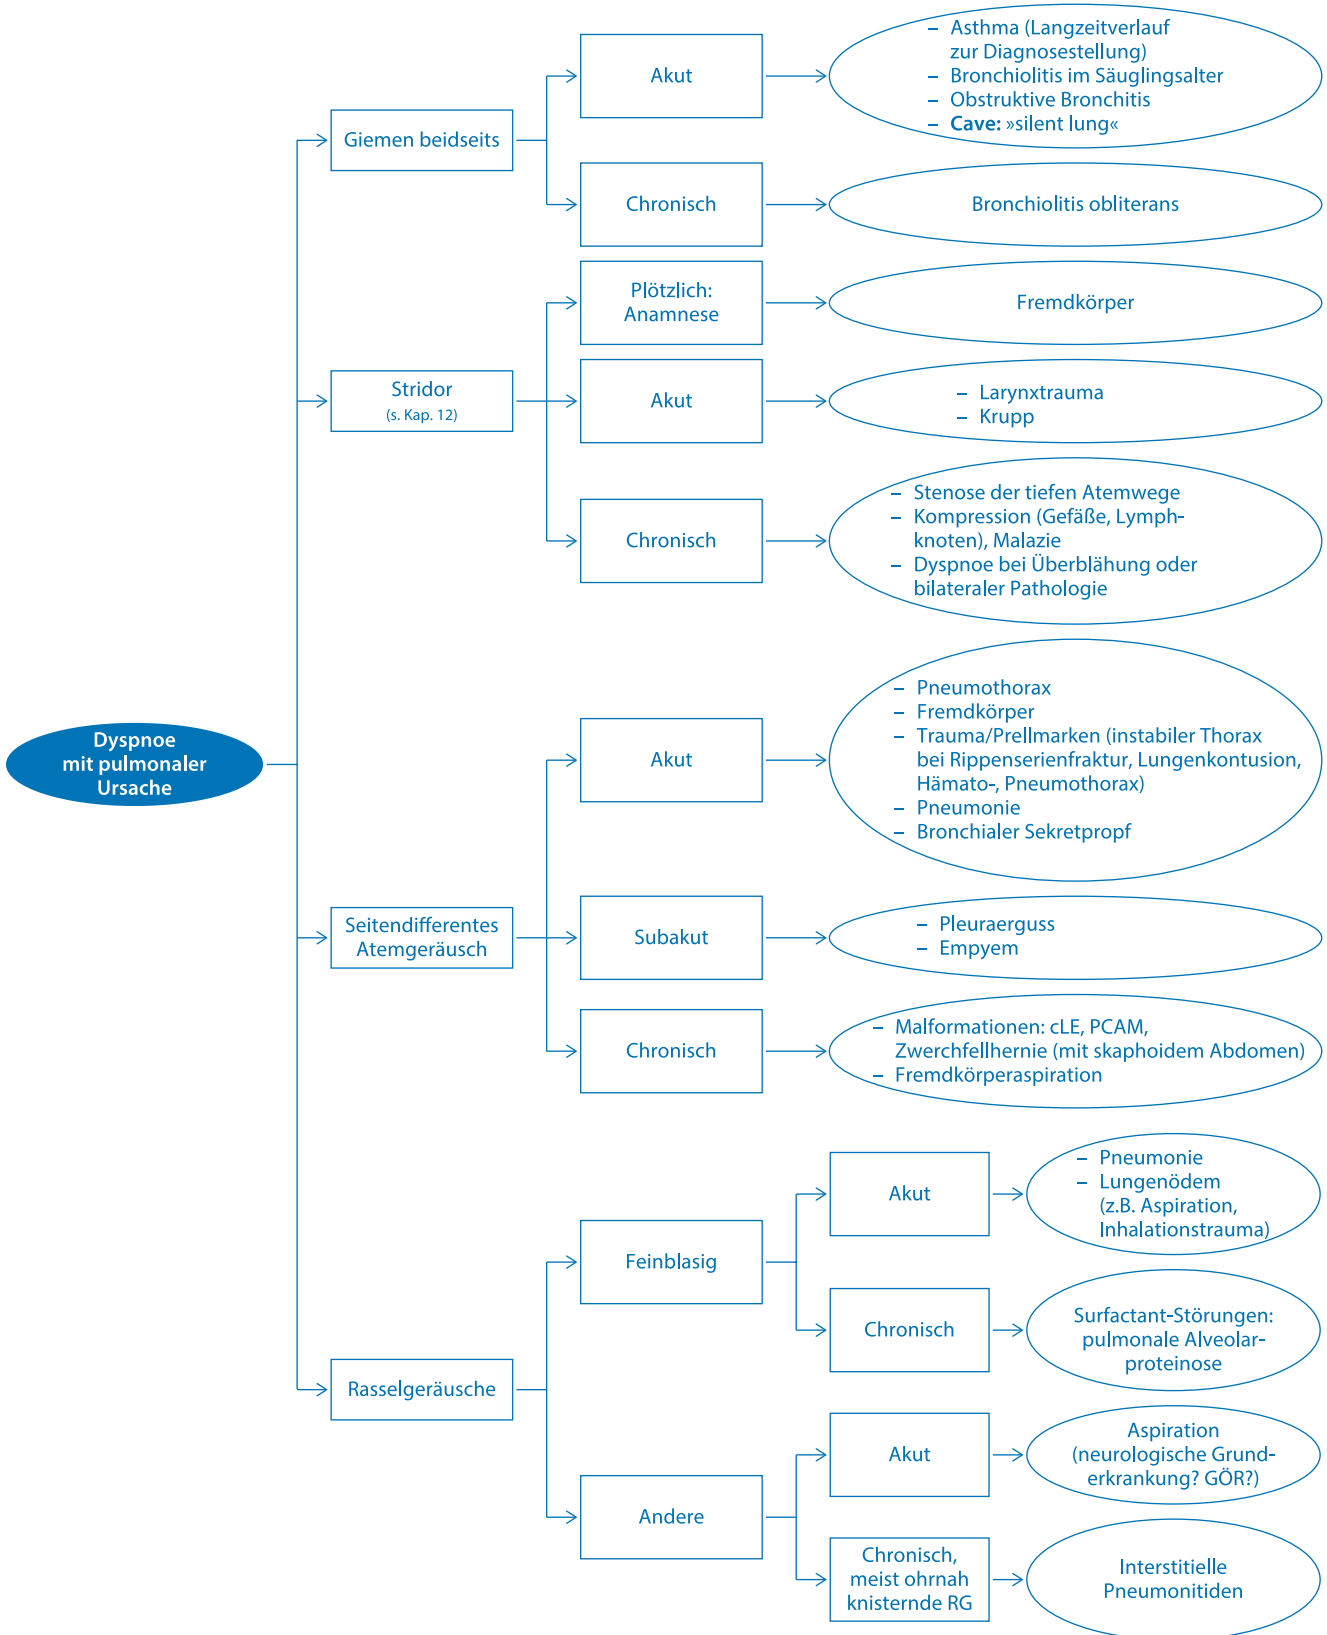 Dyspnoe
mit pulmonaler
Ursache
Giemen beidseits
Akut
– Asthma (Langzeitverlauf
zur Diagnosestellung)
– Bronchiolitis im Säuglingsalter
– Obstruktive Bronchitis
– Cave: »silent lung«
Chronisch
Bronchiolitis obliterans
Stridor
(s. Kap. 12)
Plötzlich:
Anamnese
Fremdkörper
Akut
– Larynxtrauma
– Krupp
Chronisch
– Stenose der tiefen Atemwege
– Kompression (Gefäße, Lymph-
knoten), Malazie
– Dyspnoe bei Überblähung oder
bilateraler Pathologie
Seitendifferentes
Atemgeräusch
Akut
– Pneumothorax
– Fremdkörper
– Trauma/Prellmarken (instabiler Thorax
bei Rippenserienfraktur, Lungenkontusion,
Hämato-, Pneumothorax)
– Pneumonie
– Bronchialer Sekretpropf
Subakut
– Pleuraerguss
– Empyem
Chronisch
– Malformationen: cLE, PCAM,
Zwerchfellhernie (mit skaphoidem Abdomen)
– Fremdkörperaspiration
Rasselgeräusche
Feinblasig
Akut
– Pneumonie
– Lungenödem
(z.B. Aspiration,
Inhalationstrauma)
Chronisch
Surfactant-Störungen:
pulmonale Alveolar-
proteinose
Andere
Akut
Aspiration
(neurologische Grund-
erkrankung? GÖR?)
Chronisch,
meist ohrnah
knisternde RG
Interstitielle
Pneumonitiden